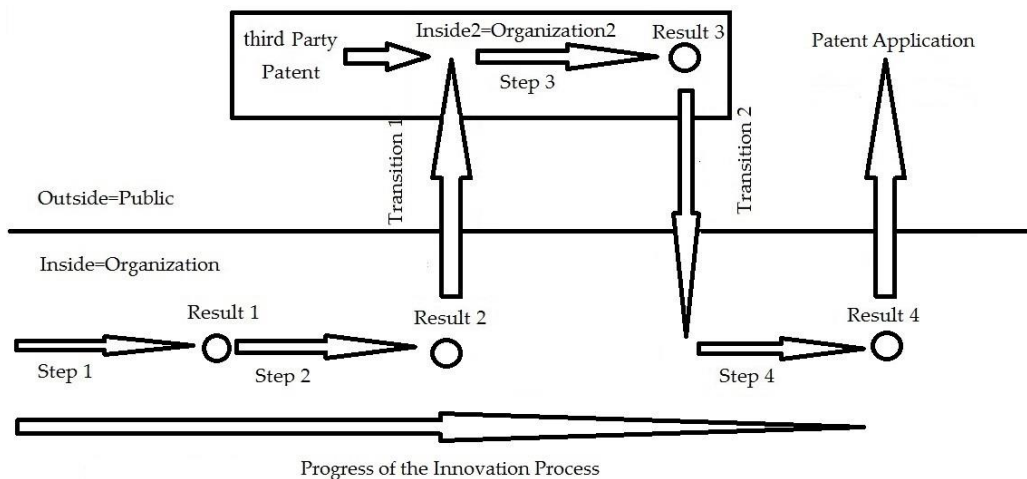 third Party
Patent
Inside2=Organization2
Step 3
Result 3
Patent Application
Transition 1
Transition 2
Outside=Public
Inside=Organization
Result 1
Result 2
Result 4
Step 1
Step 2
Step 4
Progress of the Innovation Process